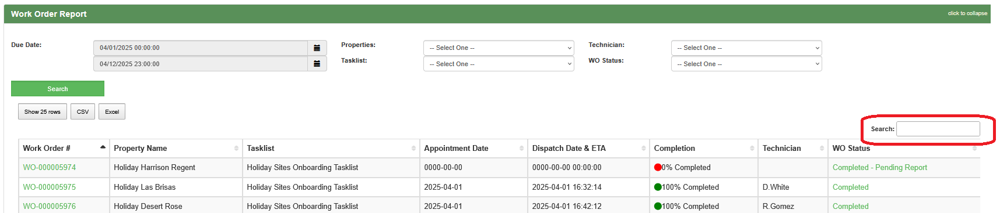 Work Order Report click to collapse
Due Date: 04/01/2025 00:00:00 Properties: -- Select One -- Technician: -- Select One --
04/12/2025 23:00:00 Tasklist: -- Select One -- WO Status: -- Select One --
Search
Show 25 rows CSV Excel
Search:
Work Order # Property Name Tasklist Appointment Date Dispatch Date & ETA Completion Technician WO Status
WO-000005974 Holiday Harrison Regent Holiday Sites Onboarding Tasklist 0000-00-00 0000-00-00 00:00:00 0% Completed Completed - Pending Report
WO-000005975 Holiday Las Brisas Holiday Sites Onboarding Tasklist 2025-04-01 2025-04-01 16:32:14 100% Completed D.White Completed
WO-000005976 Holiday Desert Rose Holiday Sites Onboarding Tasklist 2025-04-01 2025-04-01 16:42:12 100% Completed R.Gomez Completed